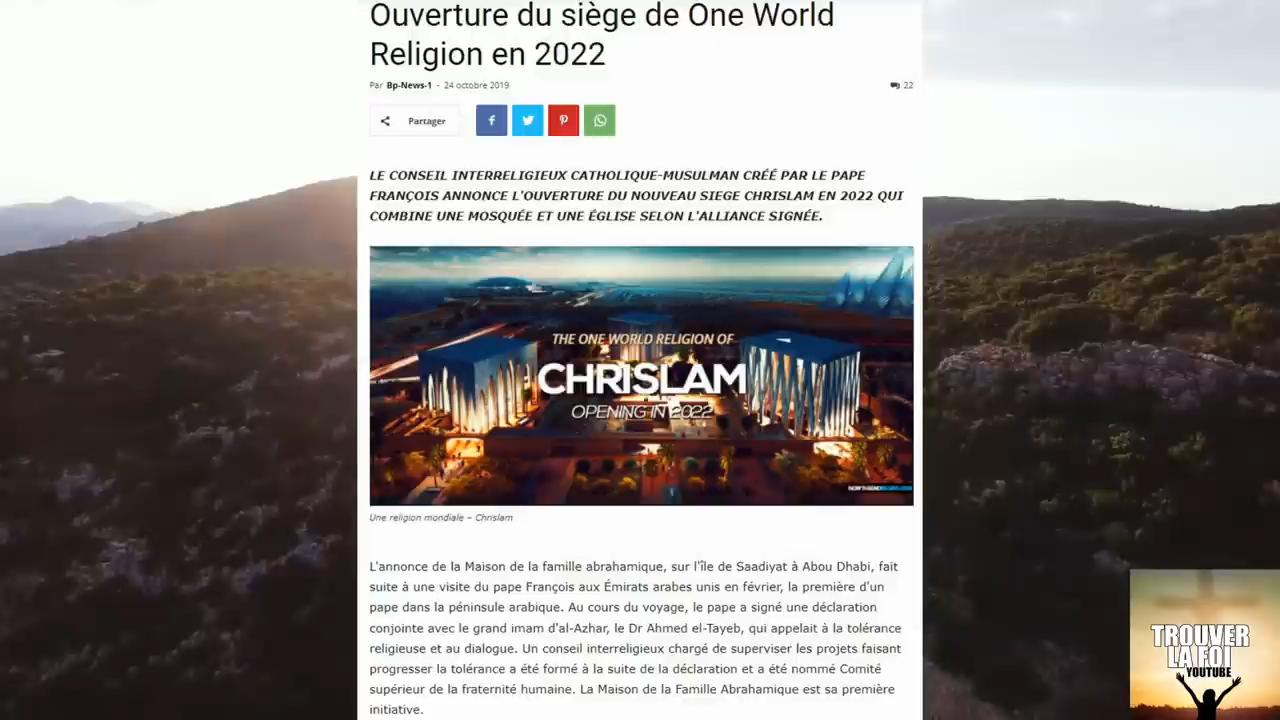 Ouverture du siège de One World
Religion en 2022
Par Bp-News-1 - 24 octobre 2019
22
Partager
LE CONSEIL INTERRELIGIEUX CATHOLIQUE-MUSULMAN CRÉÉ PAR LE PAPE
FRANÇOIS ANNONCE L'OUVERTURE DU NOUVEAU SIEGE CHRISLAM EN 2022 QUI
COMBINE UNE MOSQUÉE ET UNE ÉGLISE SELON L'ALLIANCE SIGNÉE.
THE ONE WORLD RELIGION OF
CHRISLAM
OPENING IN 2022
Une religion mondiale – Chrislam
L'annonce de la Maison de la famille abrahamique, sur l'île de Saadiyat à Abou Dhabi, fait
suite à une visite du pape François aux Émirats arabes unis en février, la première d'un
pape dans la péninsule arabique. Au cours du voyage, le pape a signé une déclaration
conjointe avec le grand imam d'al-Azhar, le Dr Ahmed el-Tayeb, qui appelait à la tolérance
religieuse et au dialogue. Un conseil interreligieux chargé de superviser les projets faisant
progresser la tolérance a été formé à la suite de la déclaration et a été nommé Comité
supérieur de la fraternité humaine. La Maison de la Famille Abrahamique est sa première
initiative.
TROUVER
LA FOI
YOUTUBE